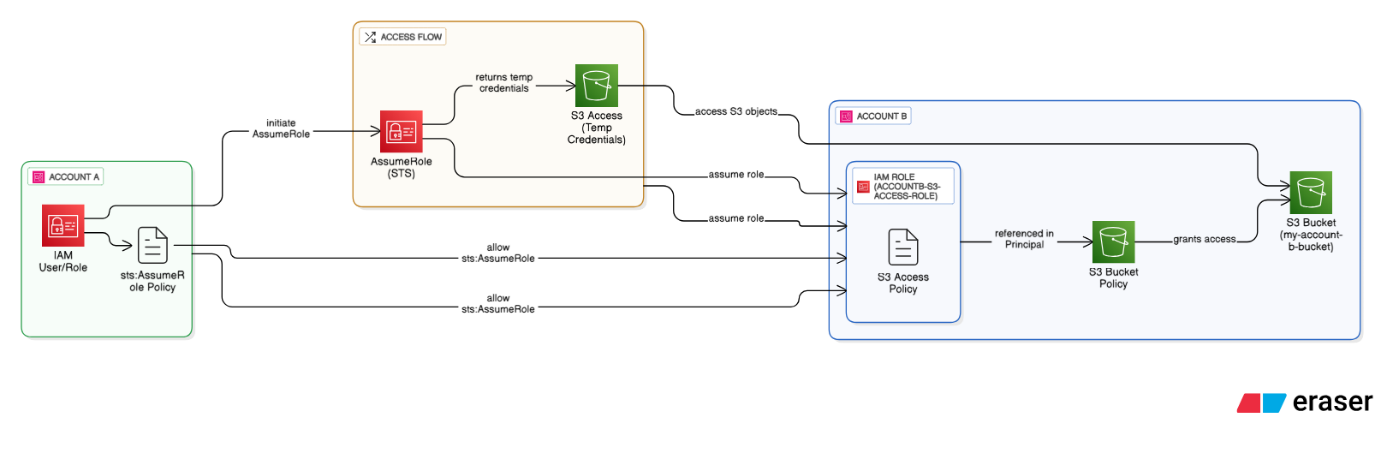 ACCESS FLOW
returns temp
credentials
S3 Access
(Temp
Credentials)
AssumeRole
(STS)
initiate
AssumeRole
access S3 objects
assume role
assume role
ACCOUNT A
IAM
User/Role
sts:AssumeR
ole Policy
allow
sts:AssumeRole
allow
sts:AssumeRole
ACCOUNT B
IAM ROLE
(ACCOUNTB-S3-
ACCESS-ROLE)
S3 Access
Policy
referenced in
Principal
S3 Bucket
Policy
grants access
S3 Bucket
(my-account-
b-bucket)
eraser